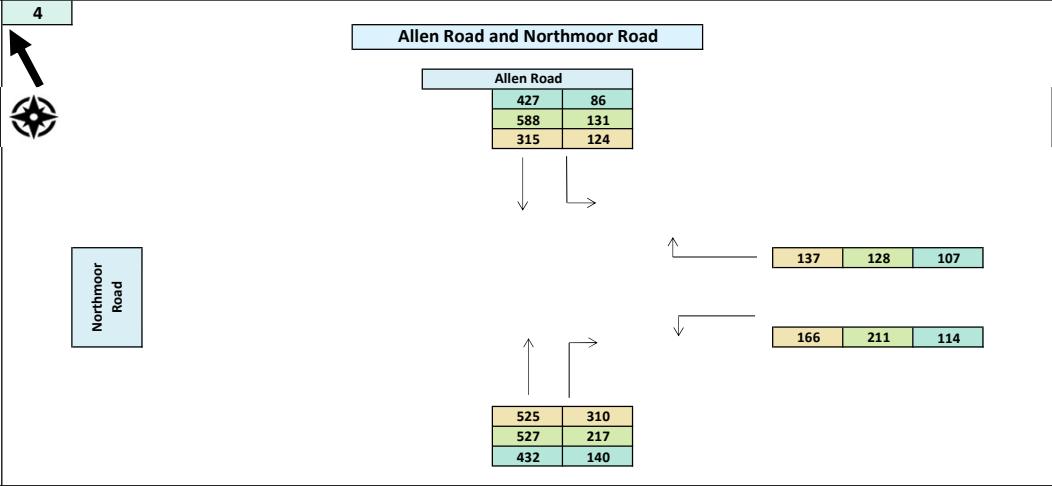 4
Allen Road and Northmoor Road
Allen Road
427 86
588 131
315 124
137 128 107
Northmoor
Road
166 211 114
525 310
527 217
432 140